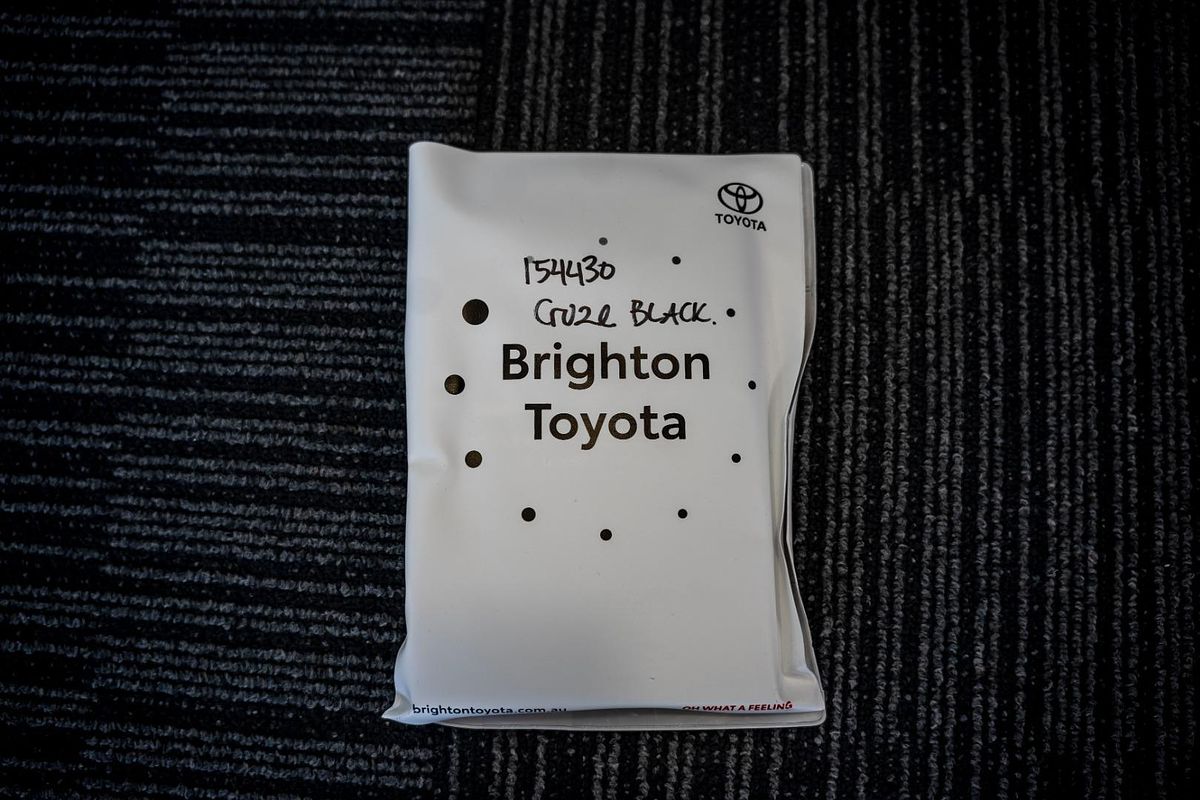 TOYOTA
154430
Cruze BLACK.
Brighton
Toyota
brightontoyota.com.au
OH WHAT A FEELING